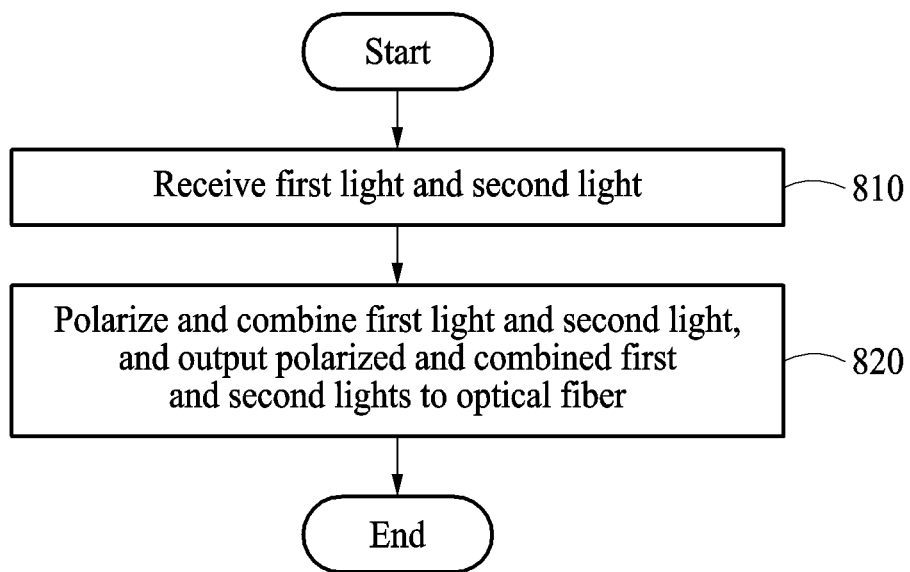 Start
Receive first light and second light
810
Polarize and combine first light and second light,
and output polarized and combined first
and second lights to optical fiber
820
End